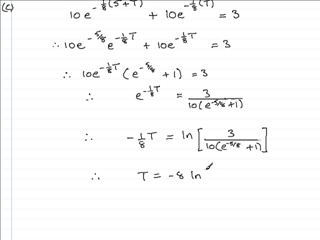 (c) 10e^{-1/8(5+T)} + 10e^{-1/8(T)} = 3
∴ 10e^{-5/8} e^{-1/8 T} + 10e^{-1/8 T} = 3
∴ 10e^{-1/8 T} (e^{-5/8} + 1) = 3
∴ e^{-1/8 T} = 3/(10(e^{-5/8} + 1))
∴ -1/8 T = ln [3/(10(e^{-5/8} + 1))]
∴ T = -8 ln